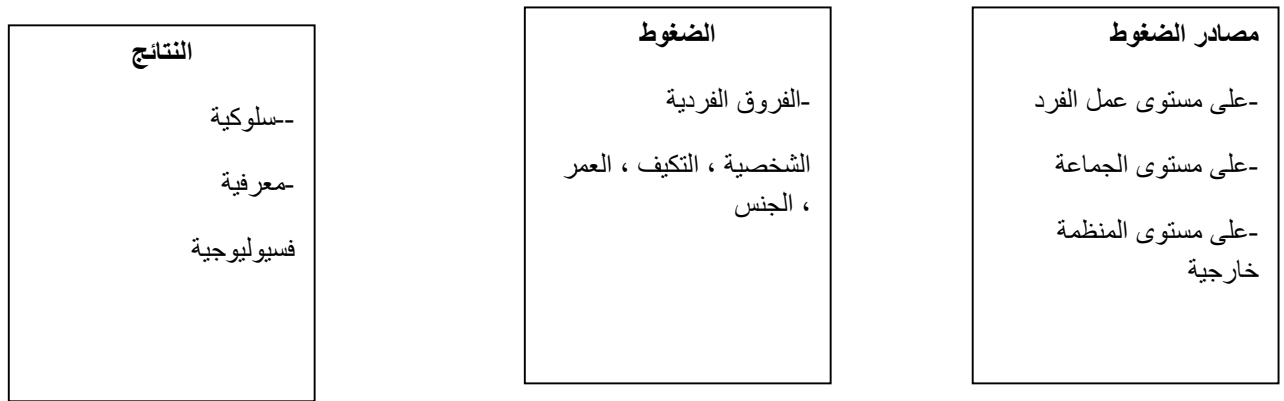 مصادر الضغوط
-على مستوى عمل الفرد
-على مستوى الجماعة
-على مستوى المنظمة
خارجية
الضغوط
-الفروق الفردية
الشخصية ، التكيف ، العمر
، الجنس
النتائج
--سلوكية
-معرفية
فسيوليوجية